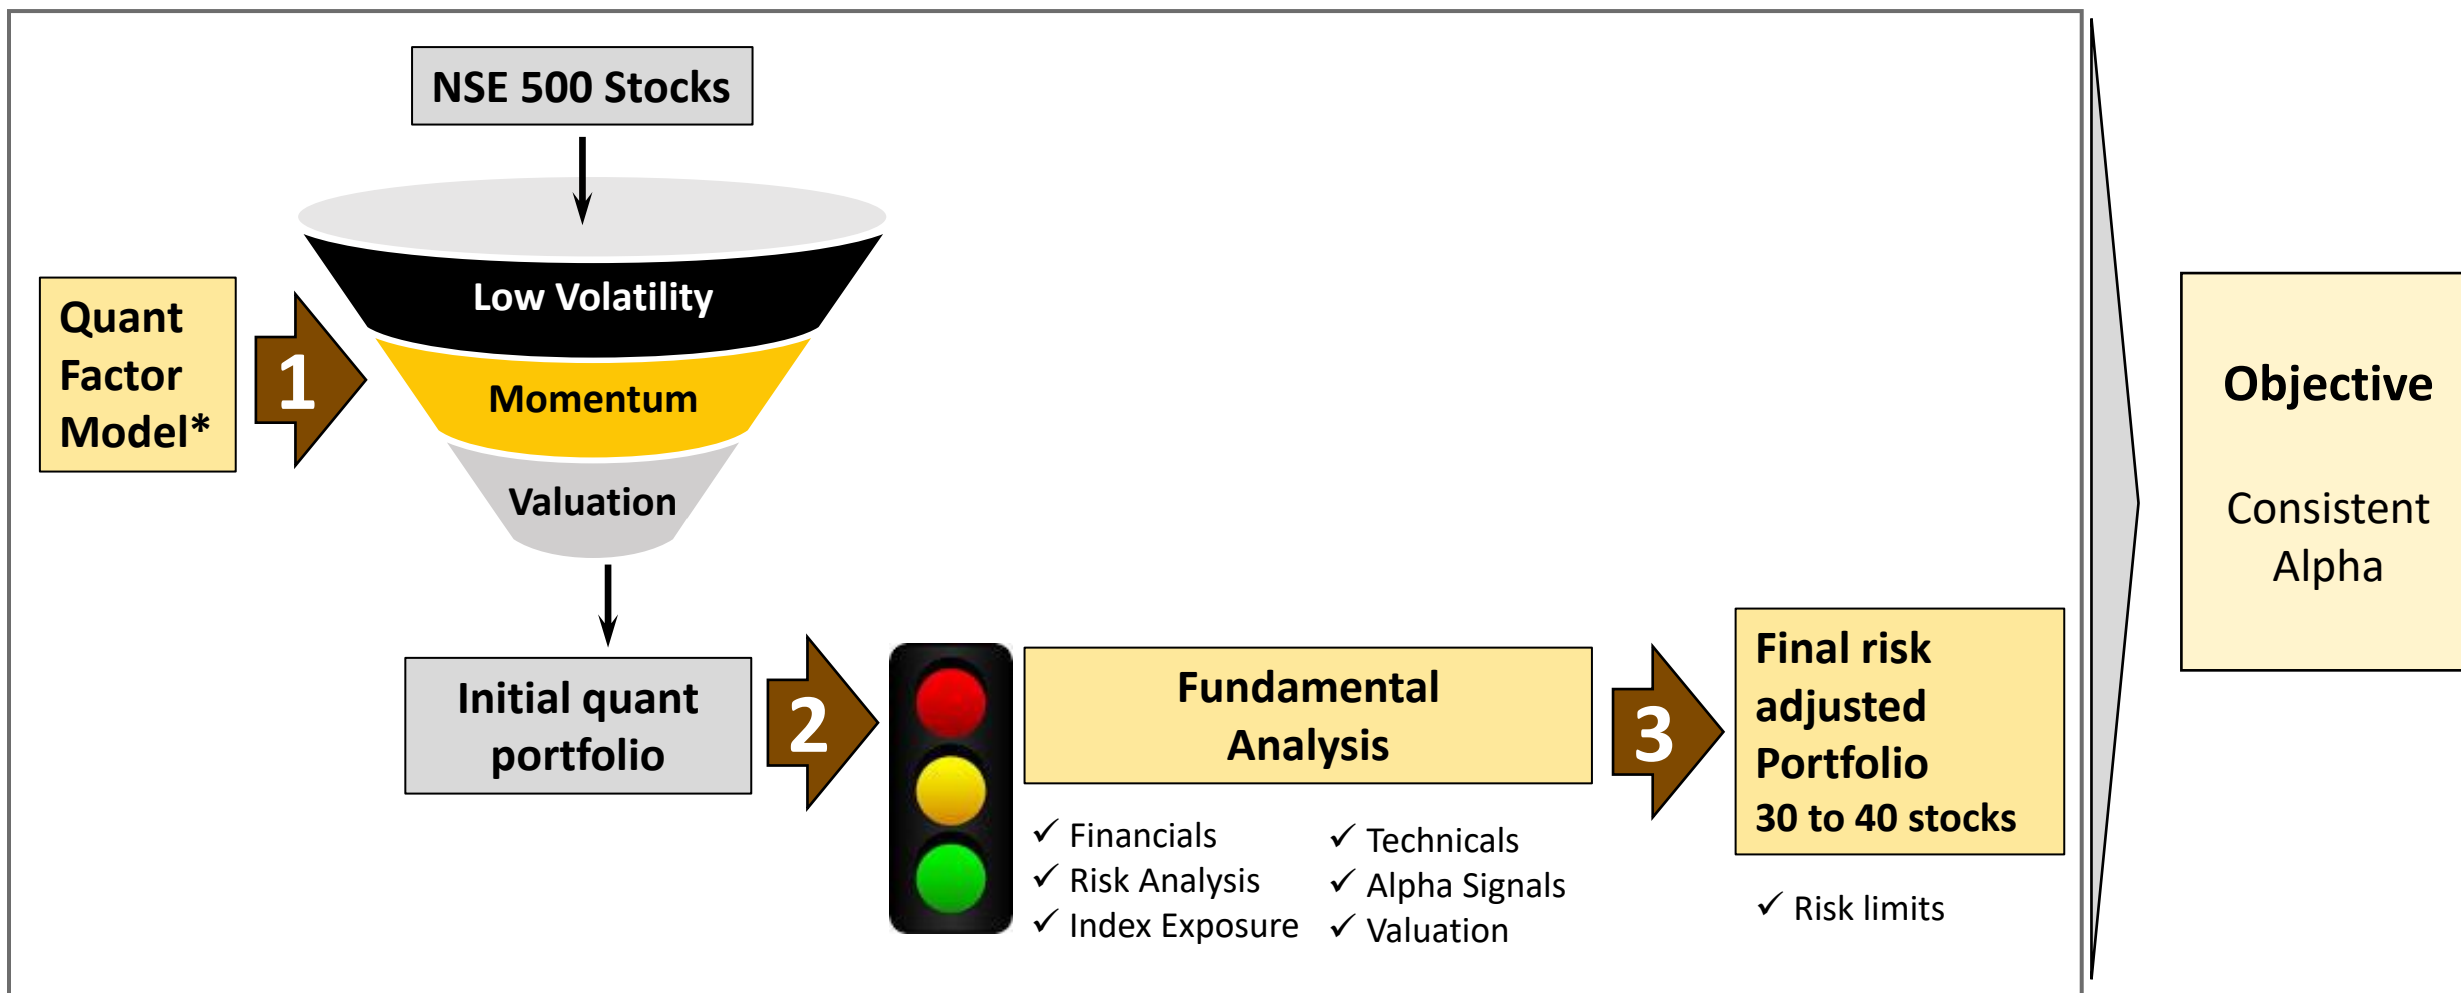 NSE 500 Stocks
Quant
Factor
Model*
1
Low Volatility
Momentum
Valuation
Initial quant
portfolio
2
Fundamental
Analysis
✓ Financials
✓ Risk Analysis
✓ Index Exposure
✓ Technicals
✓ Alpha Signals
✓ Valuation
3
Final risk
adjusted
Portfolio
30 to 40 stocks
✓ Risk limits
Objective
Consistent
Alpha